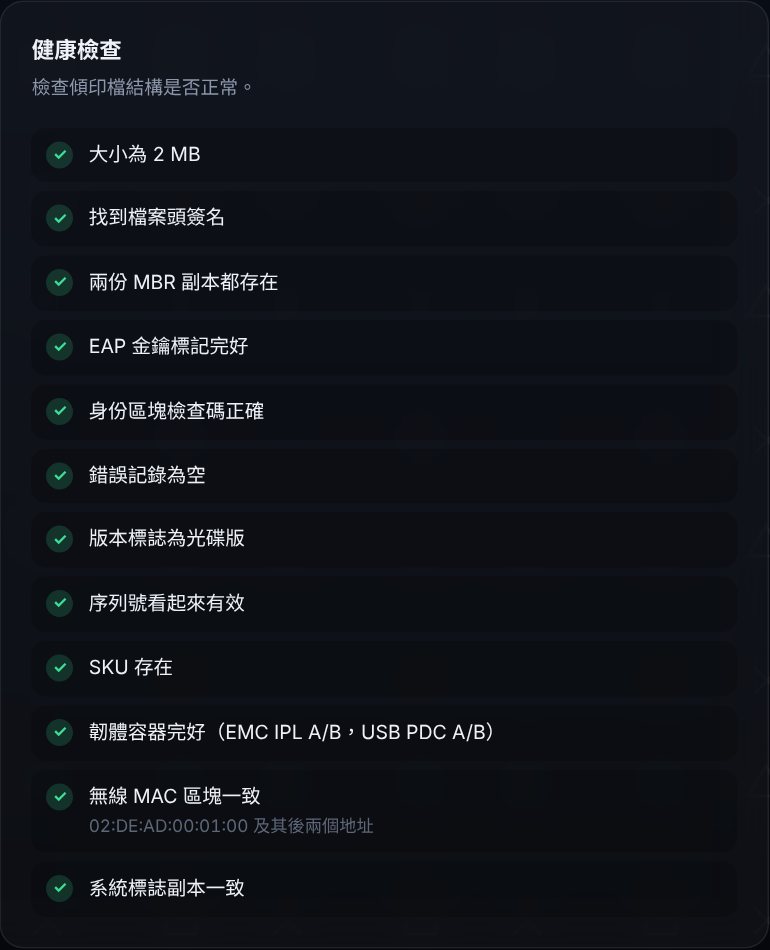 健康檢查
檢查傾印檔結構是否正常。
大小為 2 MB
找到檔案頭簽名
兩份 MBR 副本都存在
EAP 金鑰標記完好
身份區塊檢查碼正確
錯誤記錄為空
版本標誌為光碟版
序列號看起來有效
SKU 存在
韌體容器完好（EMC IPL A/B，USB PDC A/B）
無線 MAC 區塊一致
02:DE:AD:00:01:00 及其後兩個地址
系統標誌副本一致